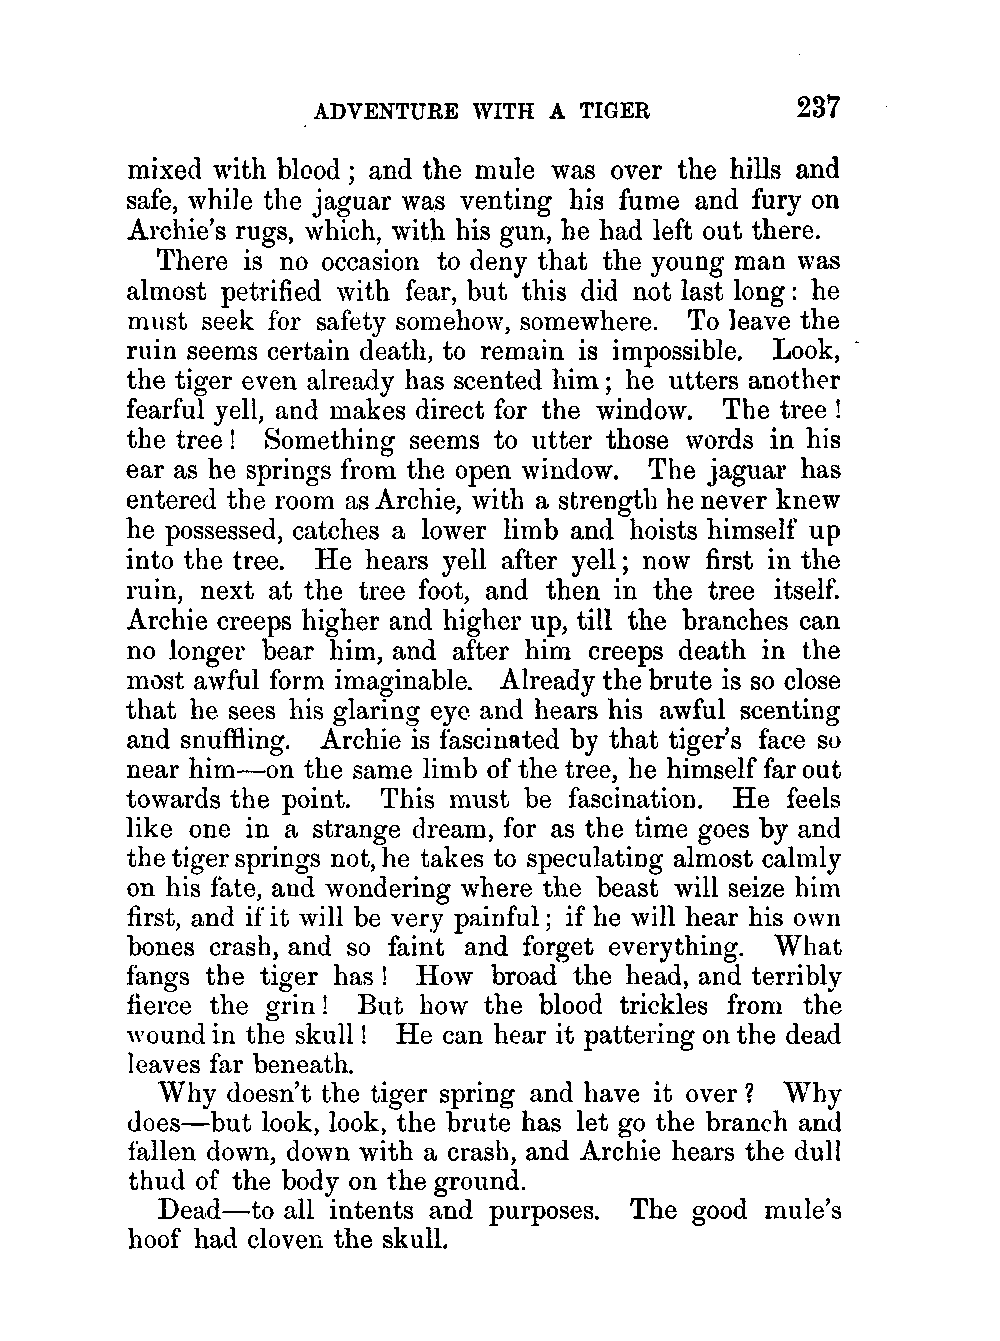 ADVENTURE WITH A TIGER 237
mixed with blood ; and the mule was over the hills and
safe, while the jaguar was venting his fume and fury on
Archie's rugs, which, with his gun, he had left out there.
There is no occasion to deny that the young man was
almost petrified with fear, but this did not last long : he
must seek for safety somehow, somewhere. To leave the
ruin seems certain death, to remain is impossible. Look,
the tiger even already has scented him ; he utters another
fearful yell, and makes direct for the window. The tree !
the tree ! Something seems to utter those words in his
ear as he springs from the open window. The jaguar has
entered the room as Archie, with a strength he never knew
he possessed, catches a lower limb and hoists himself up
into the tree. He hears yell after yell ; now first in the
ruin, next at the tree foot, and then in the tree itself.
Archie creeps higher and higher up, till the branches can
no longer bear him, and after him creeps death in the
most awful form imaginable. Already the brute is so close
that he sees his glaring eye and hears his awful scenting
and snuffling. Archie is fascinated by that tiger's face so
near him—on the same limb of the tree, he himself far out
towards the point. This must be fascination. He feels
like one in a strange dream, for as the time goes by and
the tiger springs not, he takes to speculating almost calmly
on his fate, and wondering where the beast will seize him
first, and if it will be very painful ; if he will hear his own
bones crash, and so faint and forget everything. What
fangs the tiger has ! How broad the head, and terribly
fierce the grin ! But how the blood trickles from the
wound in the skull ! He can hear it pattering on the dead
leaves far beneath.
Why doesn't the tiger spring and have it over ? Why
does—but look, look, the brute has let go the branch and
fallen down, down with a crash, and Archie hears the dull
thud of the body on the ground.
Dead—to all intents and purposes. The good mule's
hoof had cloven the skull.